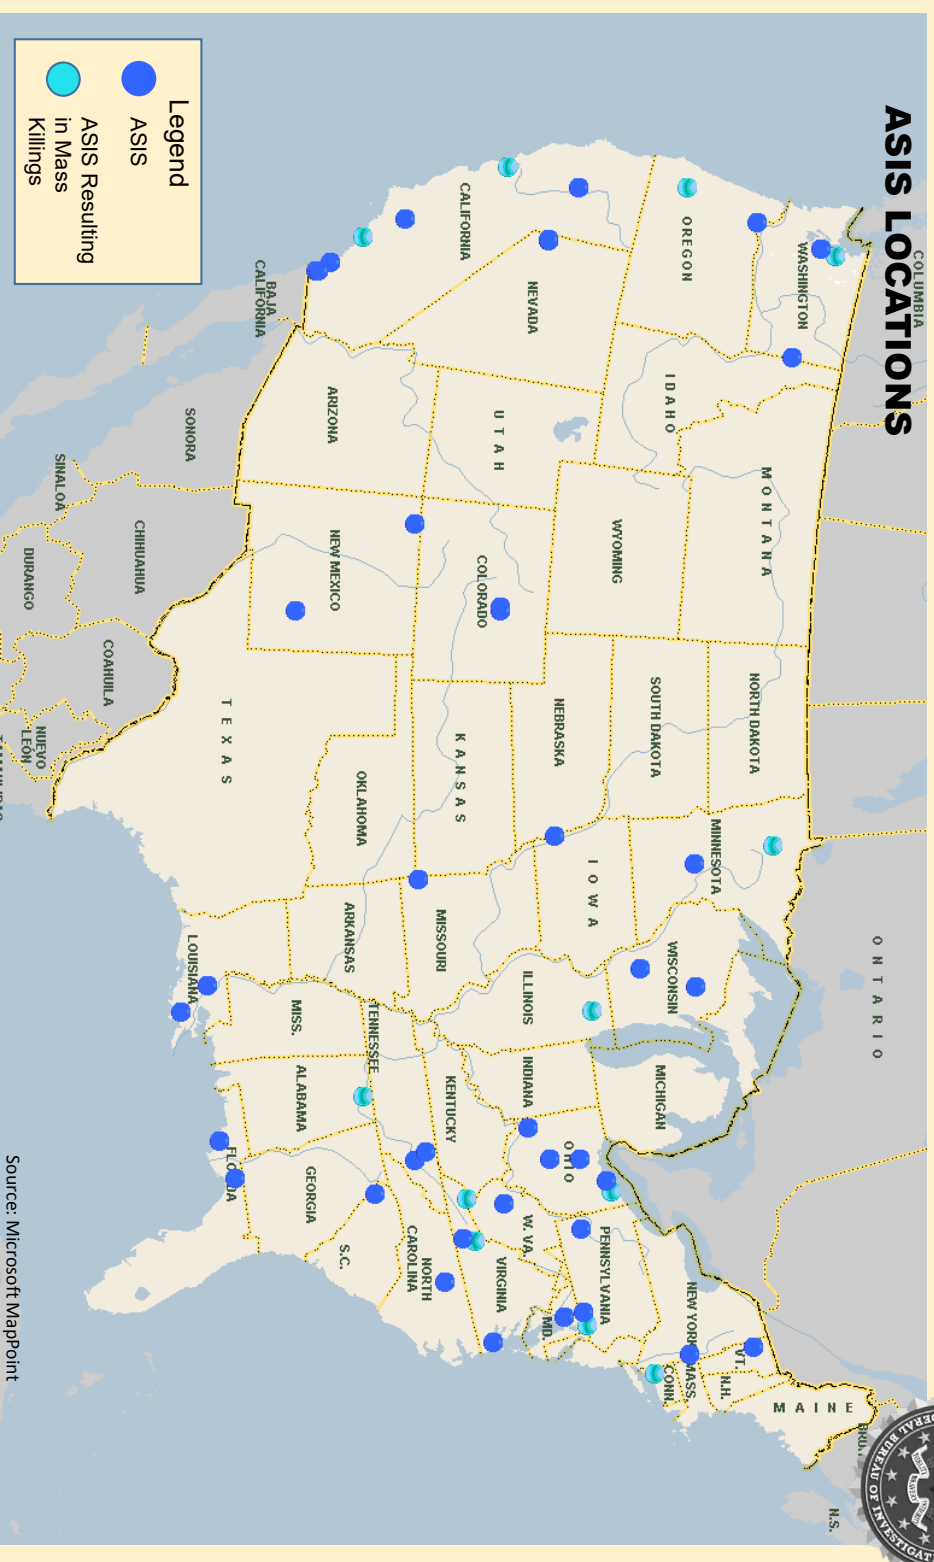 ASIS LOCATIONS
COLUMBIA
WASHINGTON
OREGON
CALIFORNIA
NEVADA
IDAHO
MONTANA
UTAH
ARIZONA
WYOMING
COLORADO
NEW MEXICO
NORTH DAKOTA
SOUTH DAKOTA
NEBRASKA
KANSAS
OKLAHOMA
TEXAS
MINNESOTA
IOWA
MISSOURI
ARKANSAS
LOUISIANA
WISCONSIN
ILLINOIS
MISS.
TENNESSEE
MICHIGAN
INDIANA
KENTUCKY
ALABAMA
OHIO
GEORGIA
W. VA.
VIRGINIA
NORTH
CAROLINA
S.C.
PENNSYLVANIA
MD.
NEW YORK
VT.
N.H.
MASS.
CONN.
MAINE
N.S.
ONTARIO
BAJA
CALIFORNIA
SONORA
SINALOA
CHIHUAHUA
DURANGO
COAHUILA
NUEVO
LEÓN
Legend
ASIS
ASIS Resulting
in Mass
Killings
Source: Microsoft MapPoint